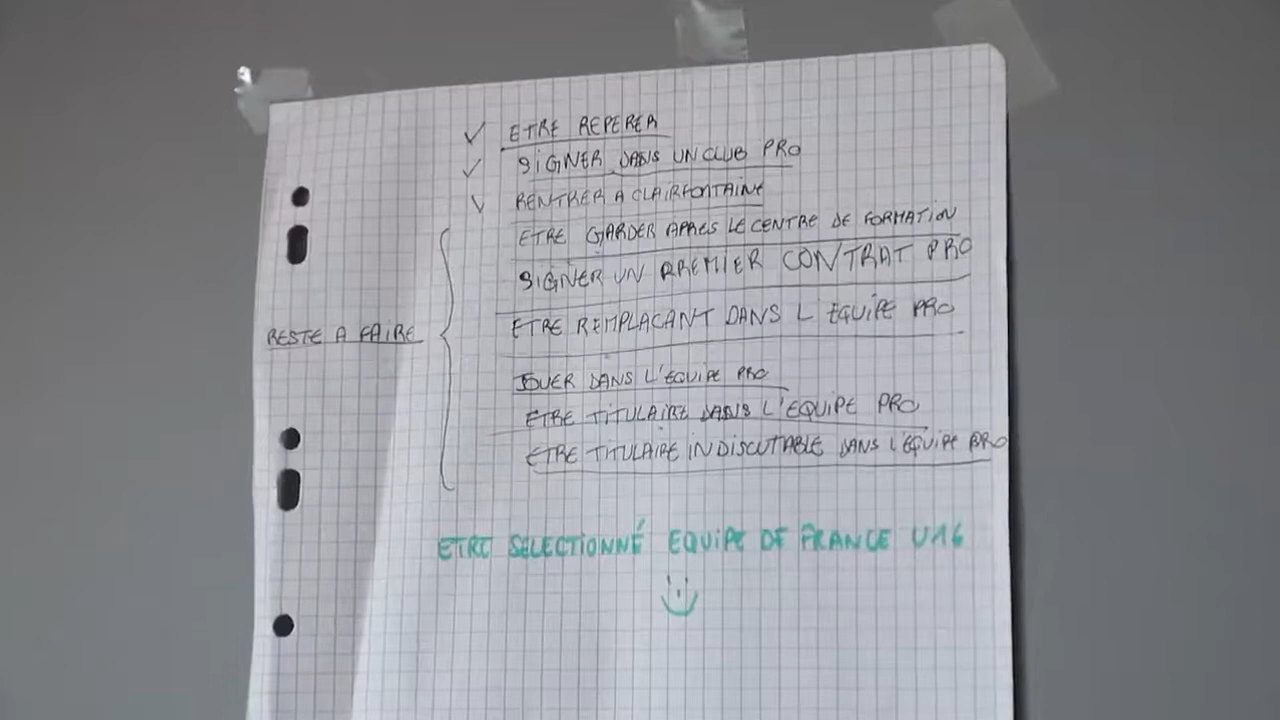 ✓ ETRE REPERER
✓ SIGNER DANS UN CLUB PRO
✓ RENTRER A CLAIRFONTAINE
ETRE GARDER APRES LE CENTRE DE FORMATION
SIGNER UN PREMIER CONTRAT PRO
RESTE A FAIRE
ETRE REMPLACANT DANS L'EQUIPE PRO
JOUER DANS L'EQUIPE PRO
ETRE TITULAIRE DANS L'EQUIPE PRO
ETRE TITULAIRE INDISCUTABLE DANS L'EQUIPE PRO
ETRE SELECTIONNÉ EQUIPE DE FRANCE U16